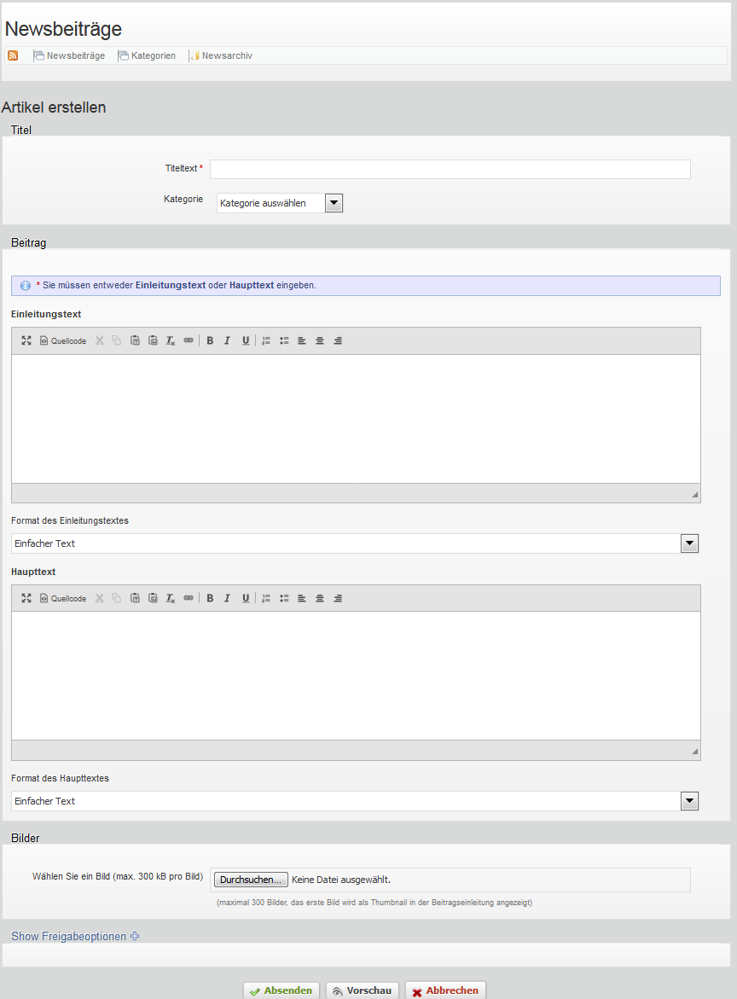 Newsbeiträge
Newsbeiträge Kategorien Newsarchiv
Artikel erstellen
Titel
Titeltext *
Kategorie Kategorie auswählen
Beitrag
* Sie müssen entweder Einleitungstext oder Haupttext eingeben.
Einleitungstext
Quellcode B I U
Format des Einleitungstextes
Einfacher Text
Haupttext
Quellcode B I U
Format des Haupttextes
Einfacher Text
Bilder
Wählen Sie ein Bild (max. 300 kB pro Bild) Durchsuchen... Keine Datei ausgewählt.
(maximal 300 Bilder, das erste Bild wird als Thumbnail in der Beitragseinleitung angezeigt)
Show Freigabeoptionen
Absenden Vorschau Abbrechen